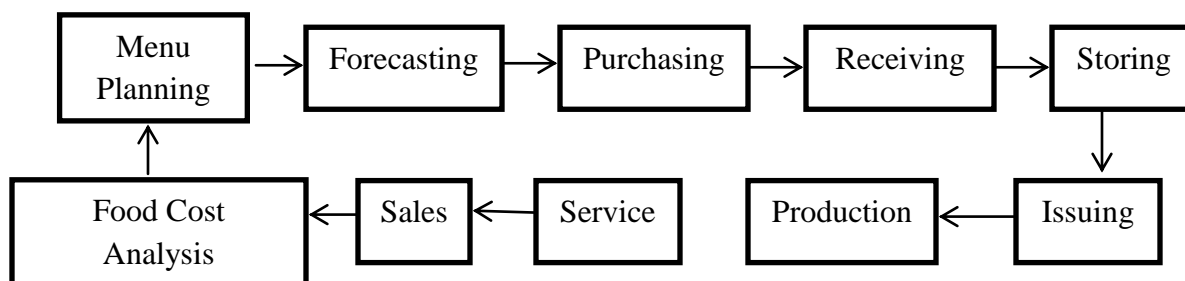 Menu
Planning
Forecasting
Purchasing
Receiving
Storing
Food Cost
Analysis
Sales
Service
Production
Issuing